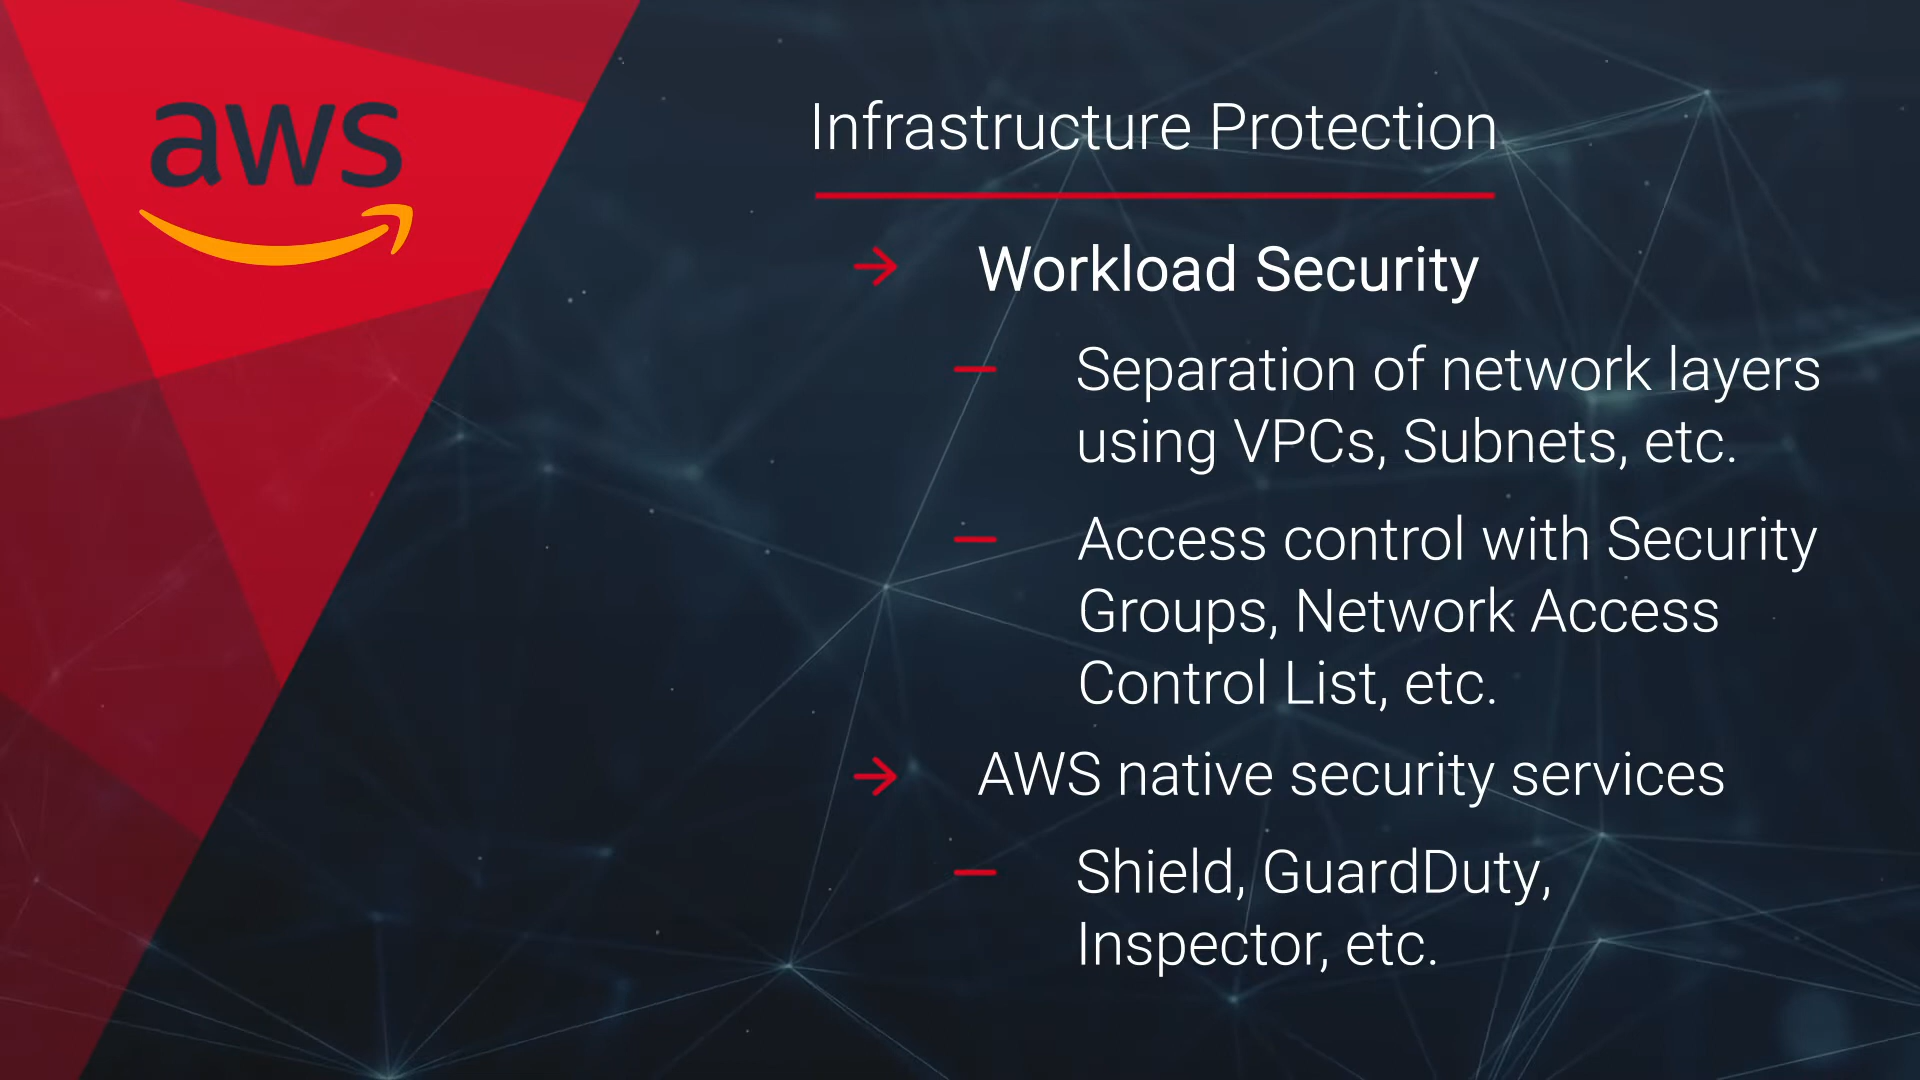 aws
Infrastructure Protection
Workload Security
Separation of network layers
using VPCs, Subnets, etc.
Access control with Security
Groups, Network Access
Control List, etc.
AWS native security services
Shield, GuardDuty,
Inspector, etc.